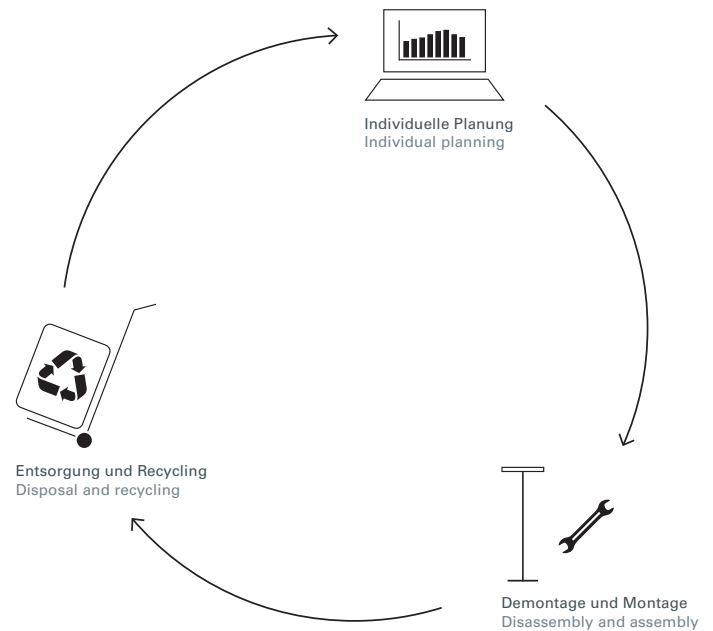 Individuelle Planung
Individual planning
Entsorgung und Recycling
Disposal and recycling
Demontage und Montage
Disassembly and assembly